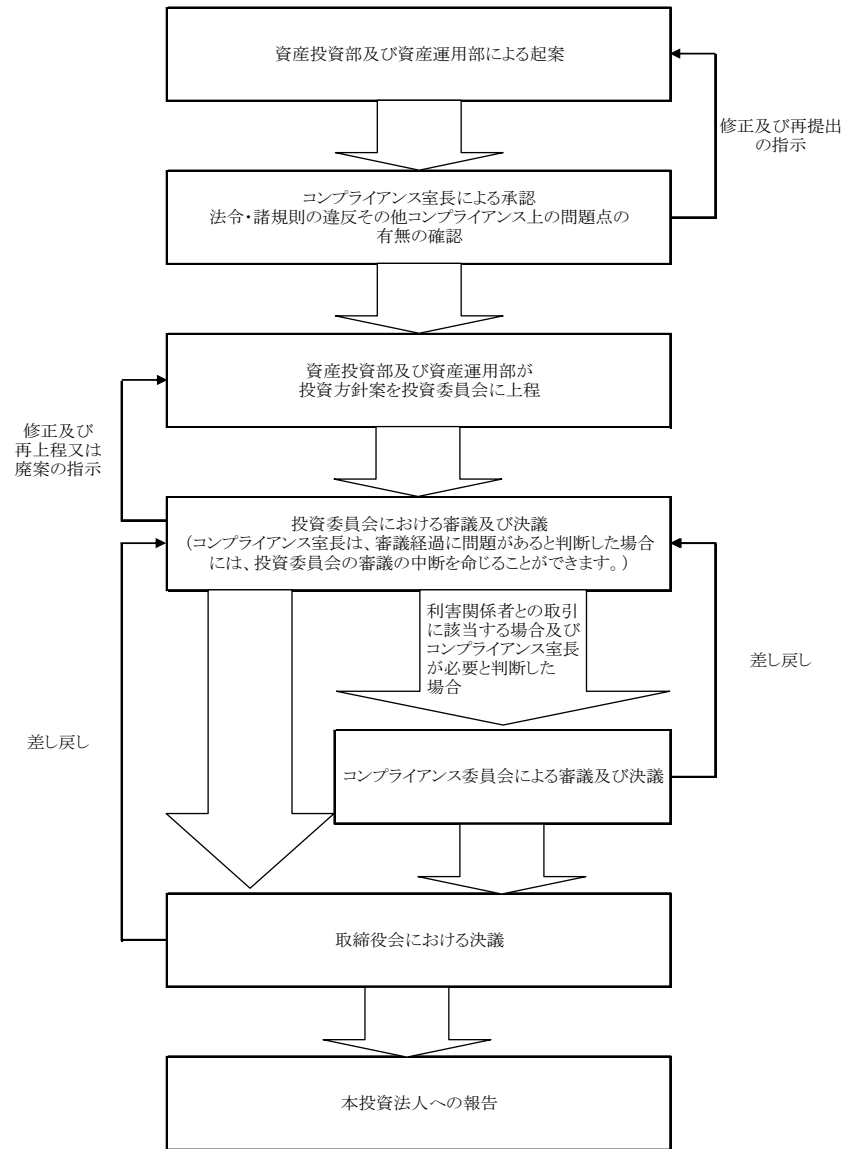 資産投資部及び資産運用部による起案
修正及び再提出
の指示
コンプライアンス室長による承認
法令・諸規則の違反その他コンプライアンス上の問題点の
有無の確認
資産投資部及び資産運用部が
投資方針案を投資委員会に上程
修正及び
再上程又は
廃案の指示
投資委員会における審議及び決議
(コンプライアンス室長は、審議経過に問題があると判断した場合
には、投資委員会の審議の中断を命じることができます。)
利害関係者との取引
に該当する場合及び
コンプライアンス室長
が必要と判断した
場合
差し戻し
差し戻し
コンプライアンス委員会による審議及び決議
取締役会における決議
本投資法人への報告